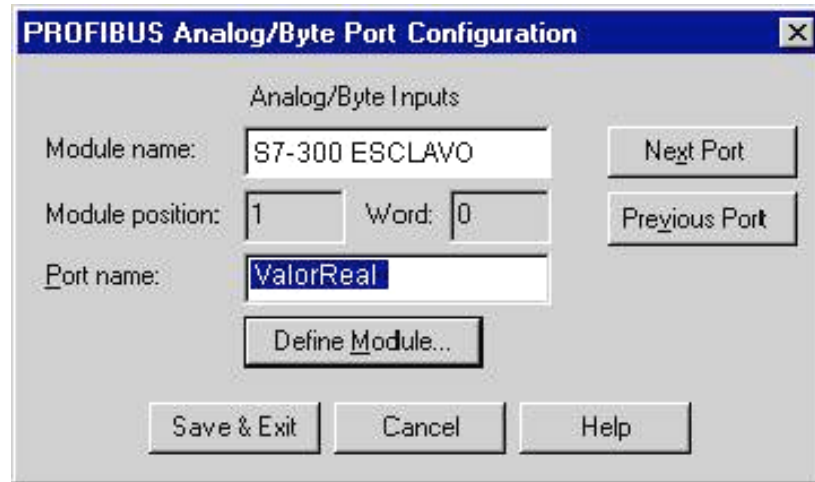 PROFIBUS Analog/Byte Port Configuration
Analog/Byte Inputs
Module name: S7-300 ESCLAVO Next Port
Module position: 1 Word: 0 Previous Port
Port name: ValorReal
Define Module...
Save & Exit Cancel Help